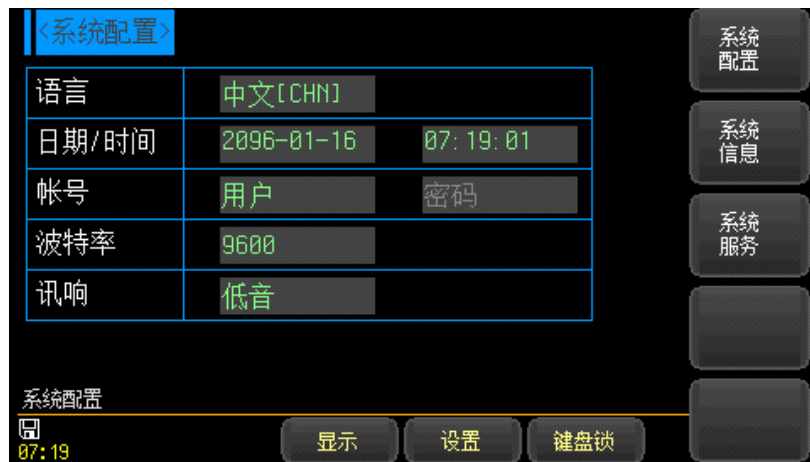 <系统配置>
语言 中文[CHN]
日期/时间 2096-01-16 07:19:01
帐号 用户 密码
波特率 9600
讯响 低音
系统配置
07:19
显示 设置 键盘锁
系统
配置
系统
信息
系统
服务